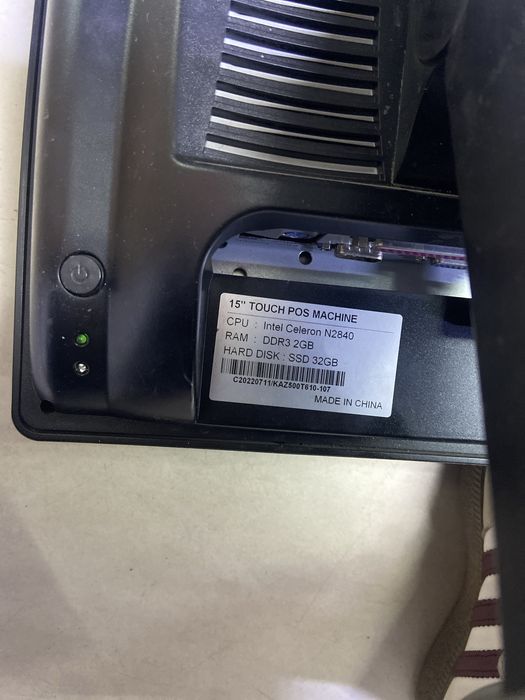 15" TOUCH POS MACHINE
CPU : Intel Celeron N2840
RAM : DDR3 2GB
HARD DISK : SSD 32GB
C20220711/KAZ500T610-107
MADE IN CHINA